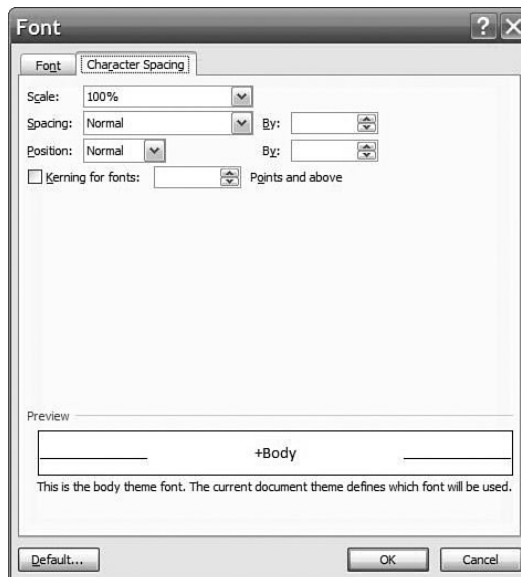 Font
Font Character Spacing
Scale: 100%
Spacing: Normal By:
Position: Normal By:
Kerning for fonts: Points and above
Preview
+Body
This is the body theme font. The current document theme defines which font will be used.
Default... OK Cancel